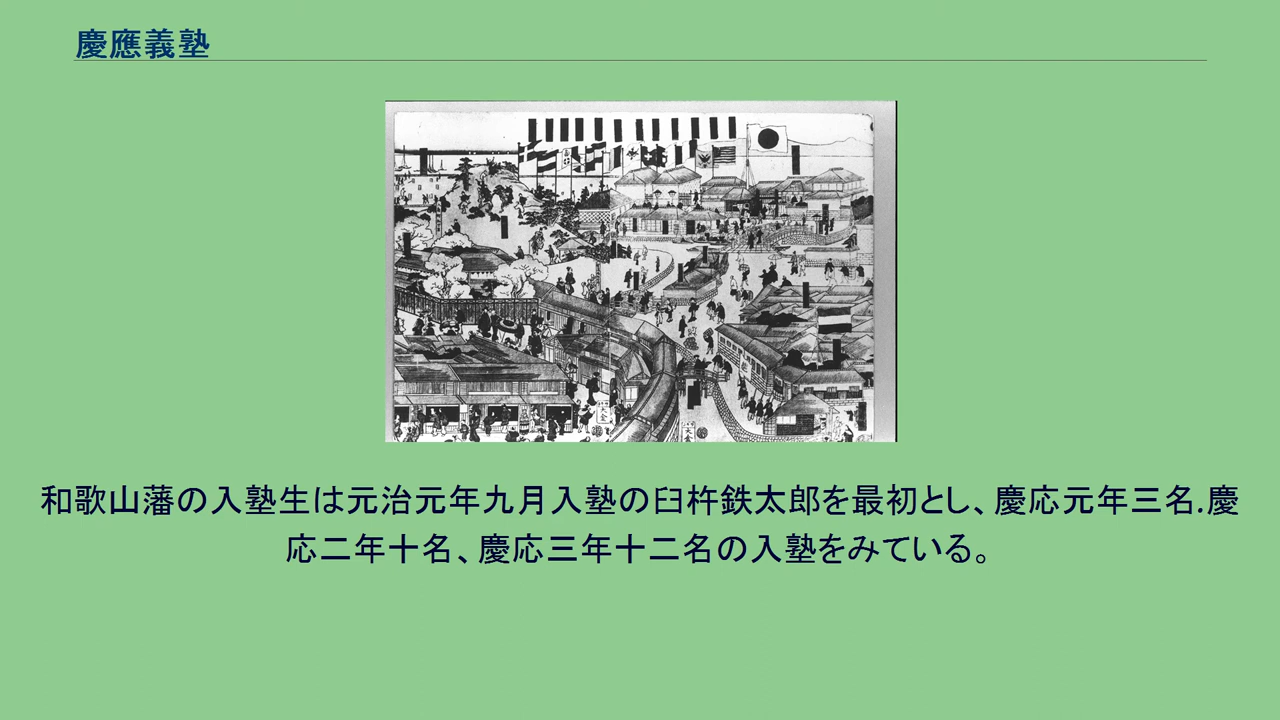 慶應義塾
和歌山藩の入塾生は元治元年九月入塾の臼杵鉄太郎を最初とし、慶応元年三名.慶
応二年十名、慶応三年十二名の入塾をみている。